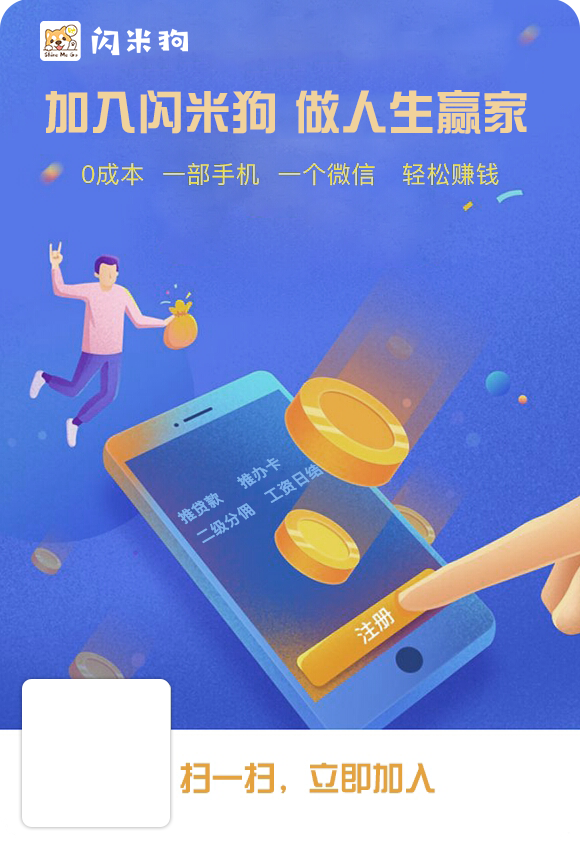 Shine Me Go
闪米狗
加入闪米狗 做人生赢家
0成本 一部手机 一个微信 轻松赚钱
推贷款 推办卡
二级分佣 工资日结
注册
扫一扫，立即加入